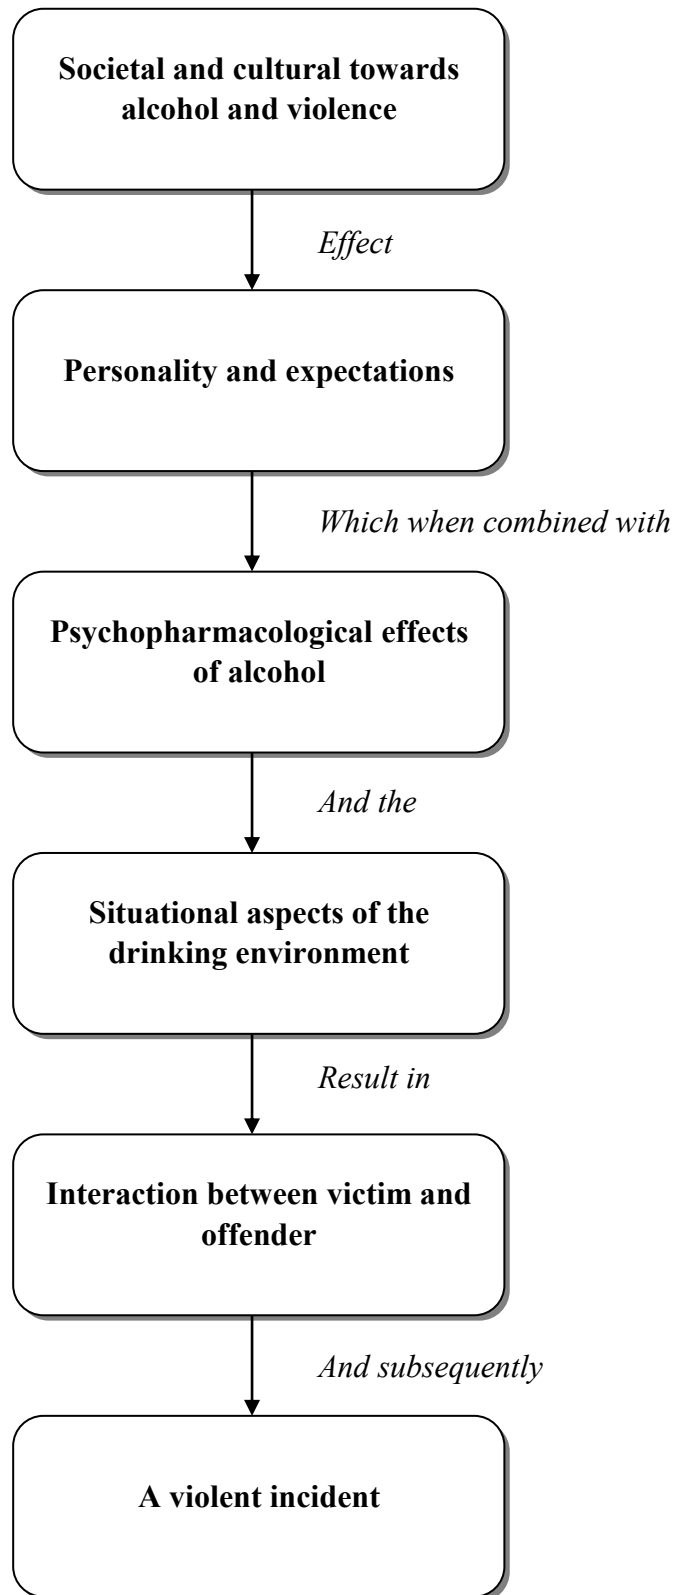 Societal and cultural towards
alcohol and violence
Effect
Personality and expectations
Which when combined with
Psychopharmacological effects
of alcohol
And the
Situational aspects of the
drinking environment
Result in
Interaction between victim and
offender
And subsequently
A violent incident